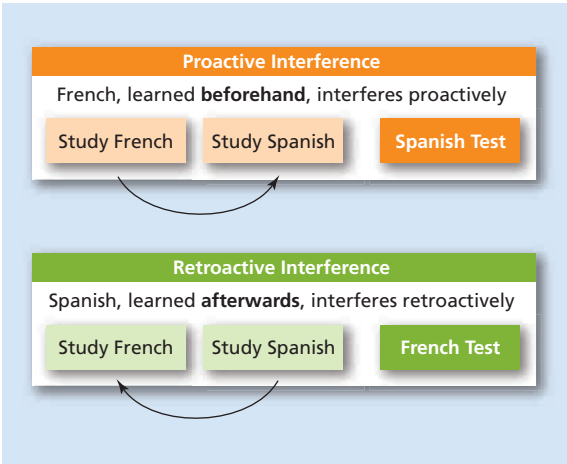 Proactive Interference
French, learned beforehand, interferes proactively
Study French
Study Spanish
Spanish Test
Retroactive Interference
Spanish, learned afterwards, interferes retroactively
Study French
Study Spanish
French Test